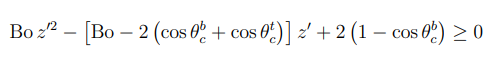 Bo z′² − [Bo − 2 (cos θ_c^b + cos θ_c^t)] z′ + 2 (1 − cos θ_c^b) ≥ 0